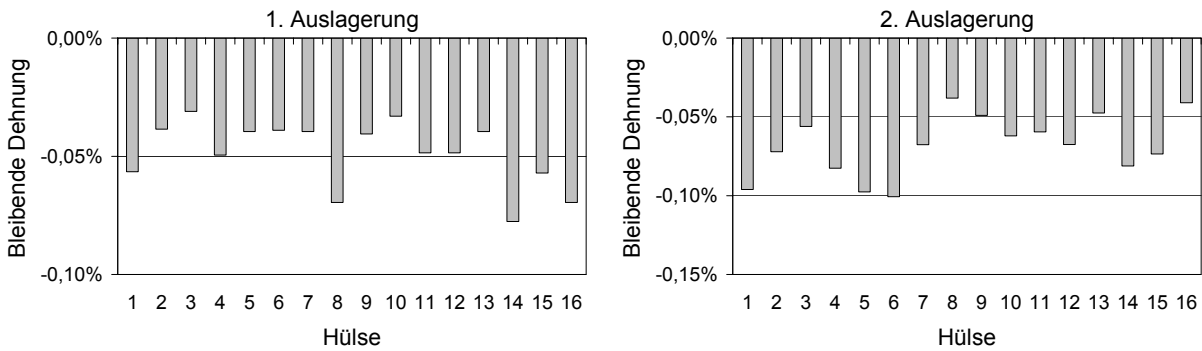 1. Auslagerung
0,00%
-0,05%
-0,10%
Bleibende Dehnung
1 2 3 4 5 6 7 8 9 10 11 12 13 14 15 16
Hülse
2. Auslagerung
0,00%
-0,05%
-0,10%
-0,15%
Bleibende Dehnung
1 2 3 4 5 6 7 8 9 10 11 12 13 14 15 16
Hülse